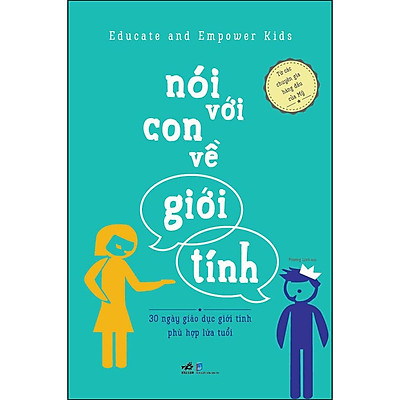 Educate and Empower Kids
Từ các
chuyên gia
hàng đầu
của Mỹ
nói
với
con
về
giới
tính
30 ngày giáo dục giới tính
phù hợp lứa tuổi